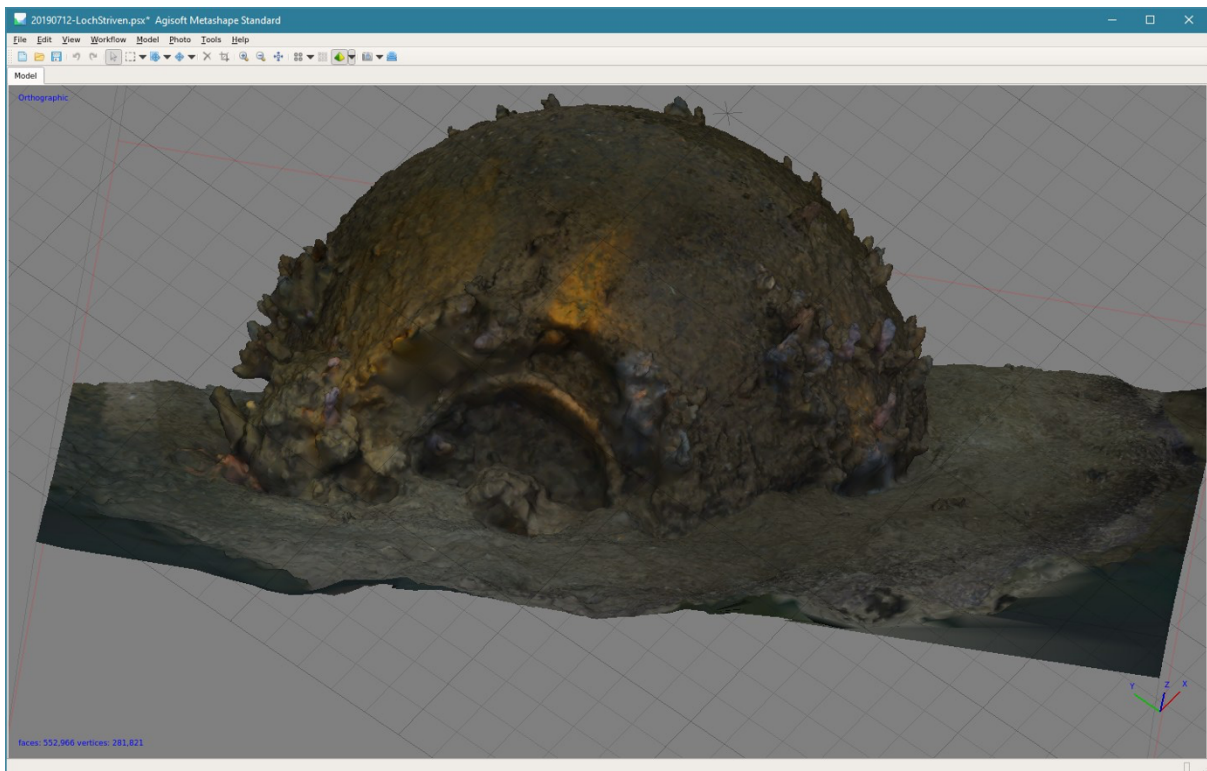 20190712-LochStriven.psx* Agisoft Metashape Standard
File Edit View Workflow Model Photo Tools Help
Model
Orthographic
Y Z X
faces: 552,966 vertices: 281,821